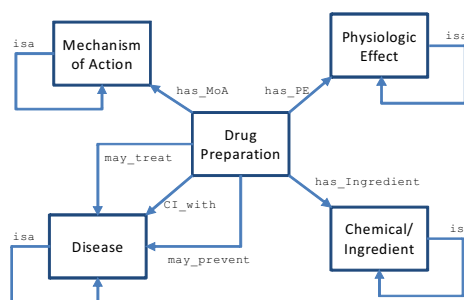 isa
Mechanism
of Action
Physiologic
Effect
isa
has_MoA
has_PE
Drug
Preparation
may_treat
has_Ingredient
CI_with
isa
Disease
Chemical/
Ingredient
isa
may_prevent